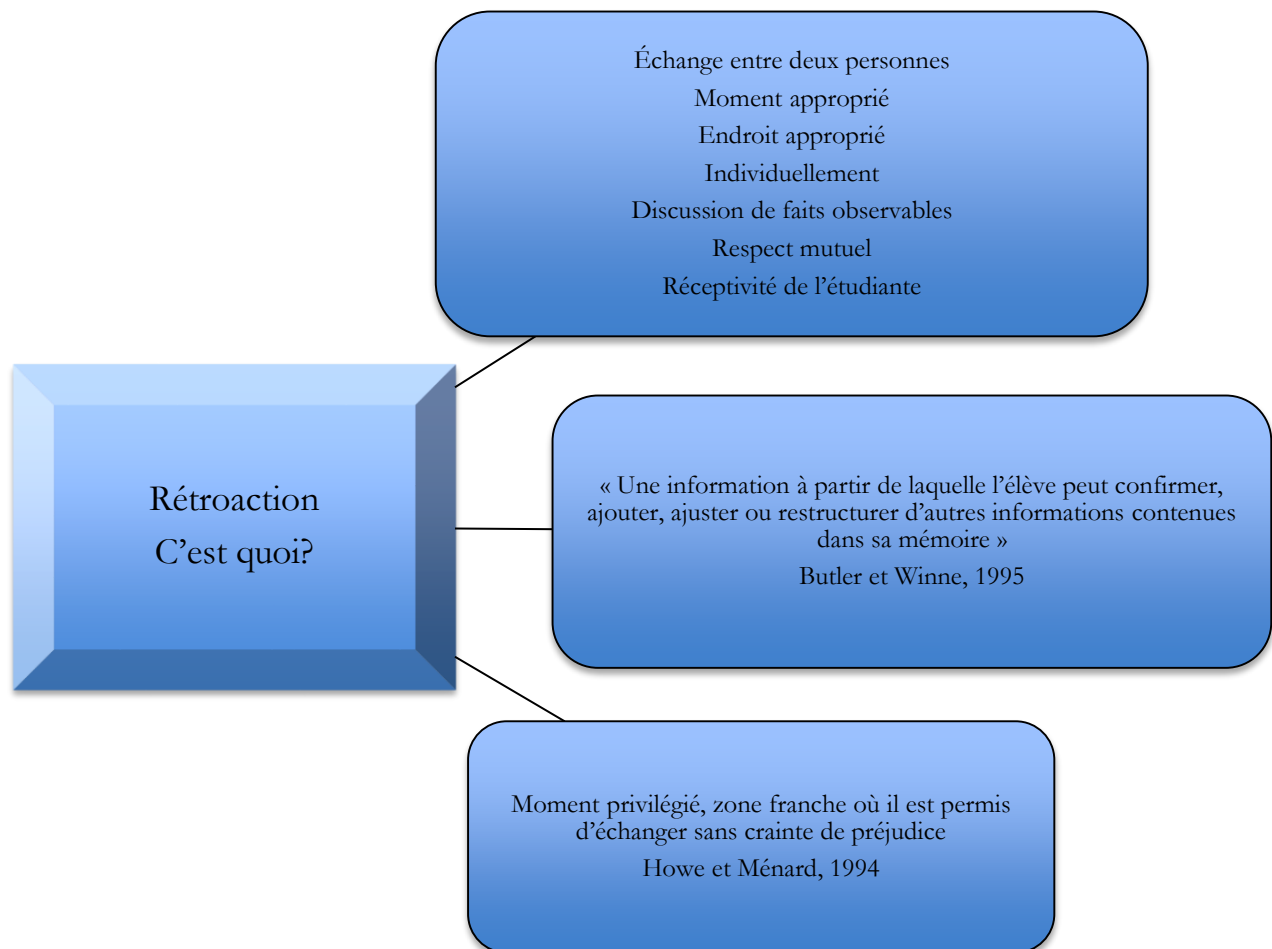 Échange entre deux personnes
Moment approprié
Endroit approprié
Individuellement
Discussion de faits observables
Respect mutuel
Réceptivité de l’étudiante
Rétroaction
C’est quoi?
« Une information à partir de laquelle l’élève peut confirmer,
ajouter, ajuster ou restructurer d’autres informations contenues
dans sa mémoire »
Butler et Winne, 1995
Moment privilégié, zone franche où il est permis
d’échanger sans crainte de préjudice
Howe et Ménard, 1994